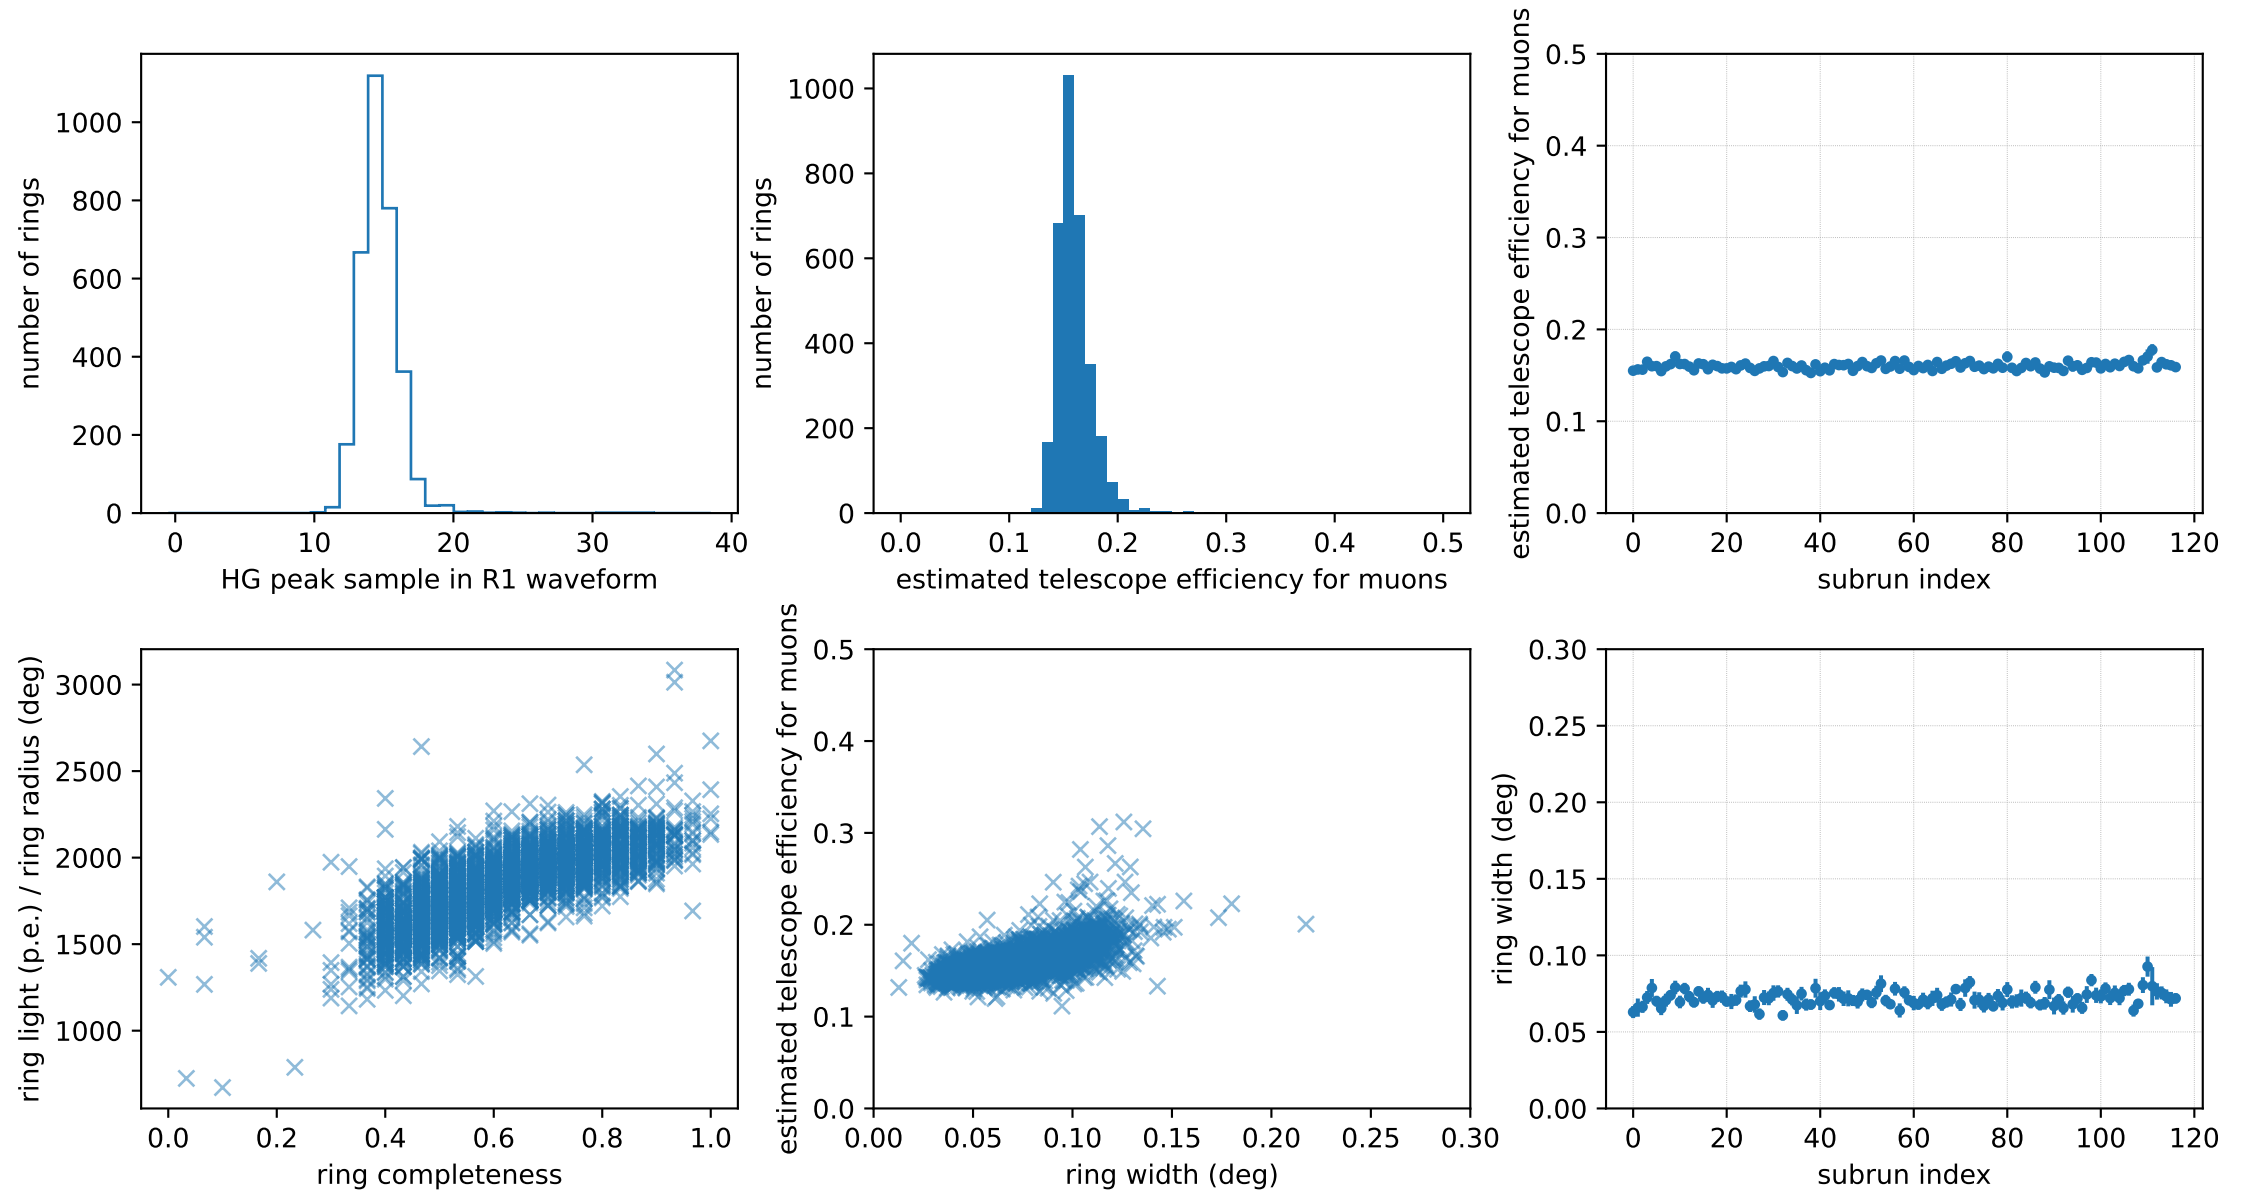 number of rings
1000
800
600
400
200
0
0 10 20 30 40
HG peak sample in R1 waveform
number of rings
1000
800
600
400
200
0
0.0 0.1 0.2 0.3 0.4 0.5
estimated telescope efficiency for muons
estimated telescope efficiency for muons
0.5
0.4
0.3
0.2
0.1
0.0
0 20 40 60 80 100 120
subrun index
ring light (p.e.) / ring radius (deg)
3000
2500
2000
1500
1000
0.0 0.2 0.4 0.6 0.8 1.0
ring completeness
estimated telescope efficiency for muons
0.5
0.4
0.3
0.2
0.1
0.0
0.00 0.05 0.10 0.15 0.20 0.25 0.30
ring width (deg)
ring width (deg)
0.30
0.25
0.20
0.15
0.10
0.05
0.00
0 20 40 60 80 100 120
subrun index